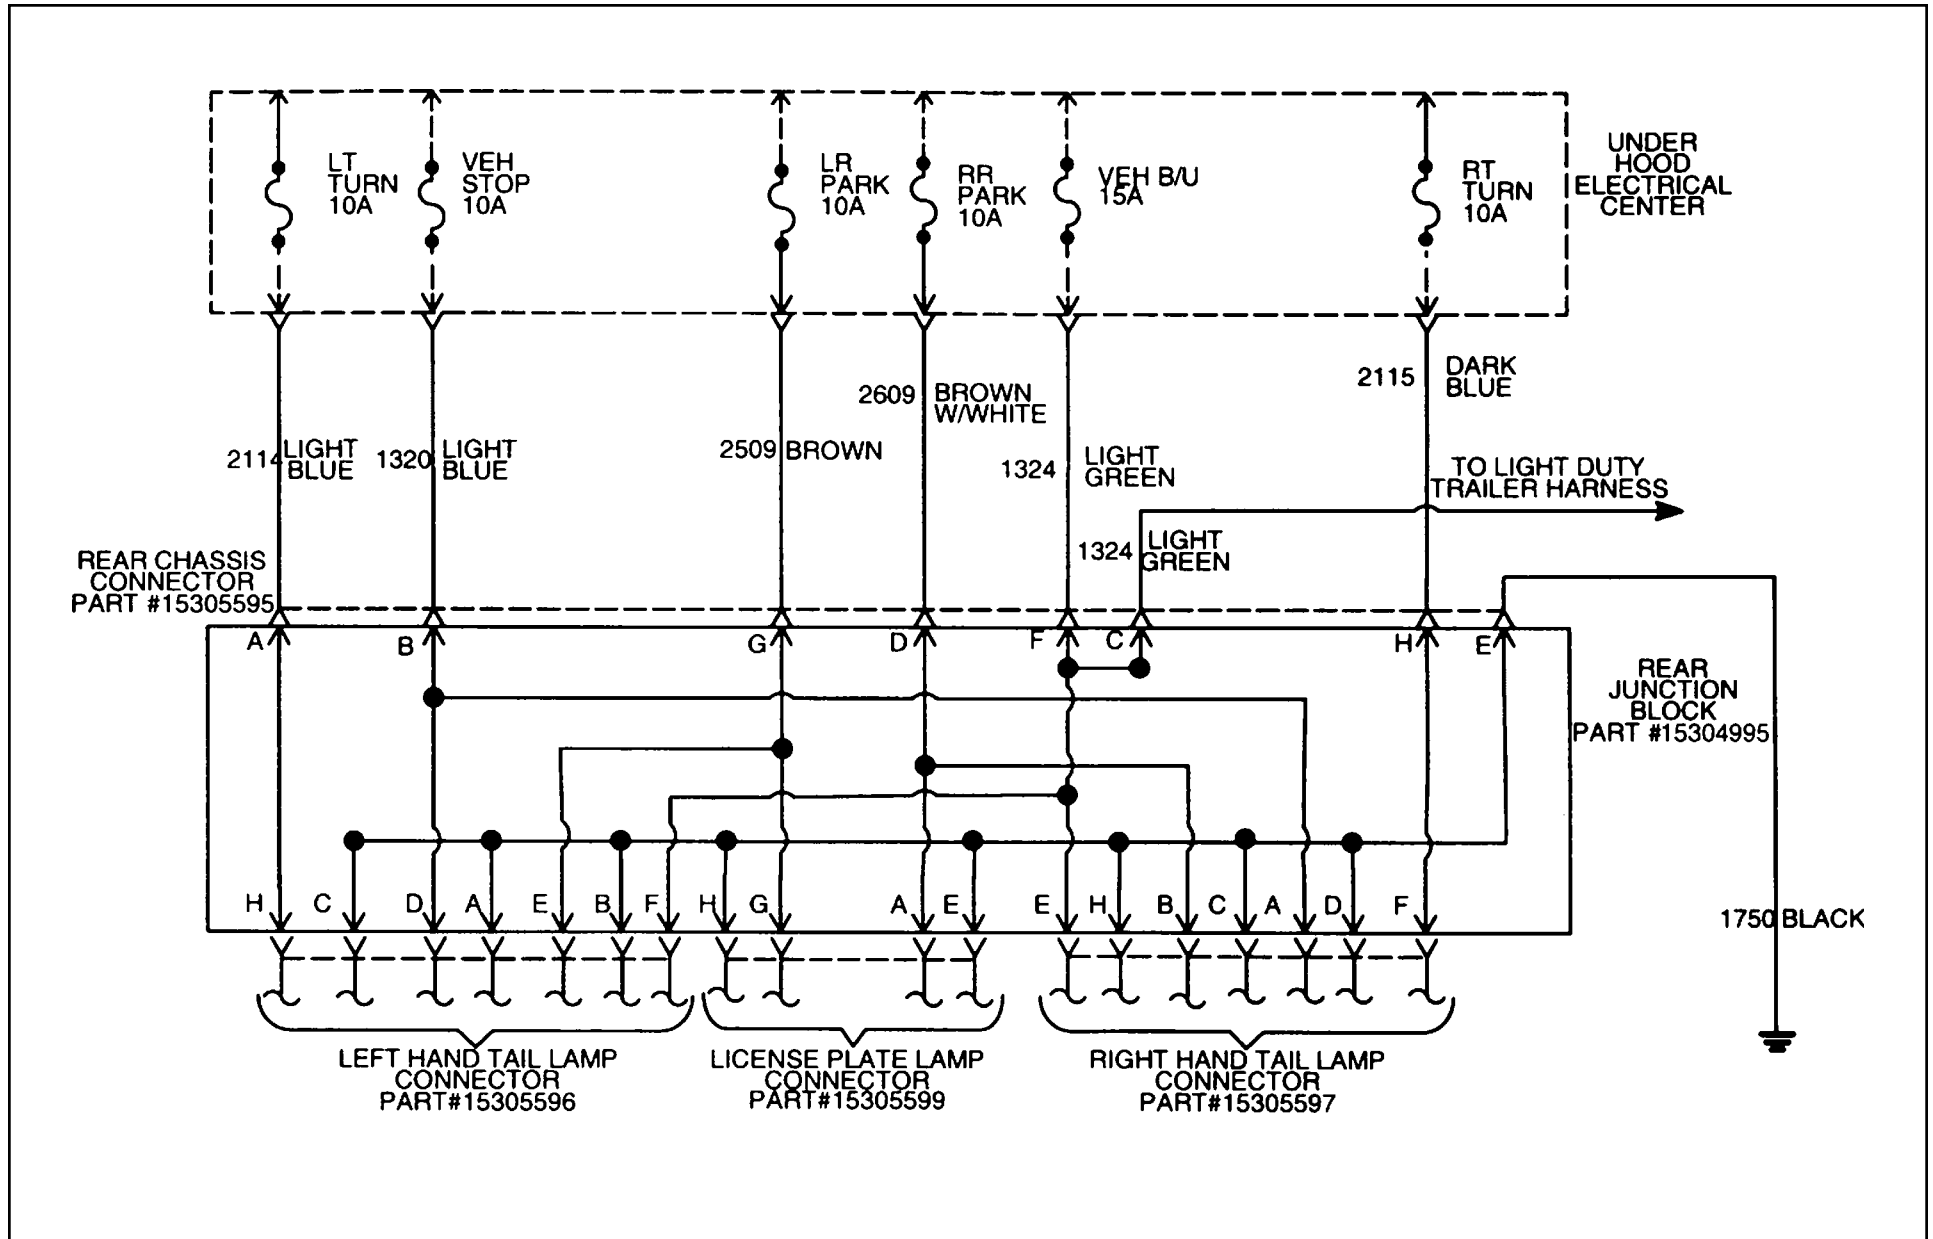 LT
TURN
10A
VEH
STOP
10A
LR
PARK
10A
RR
PARK
10A
VEH B/U
15A
RT
TURN
10A
UNDER
HOOD
ELECTRICAL
CENTER
2114
LIGHT
BLUE
1320
LIGHT
BLUE
2509
BROWN
2609
BROWN
W/WHITE
1324
LIGHT
GREEN
2115
DARK
BLUE
TO LIGHT DUTY
TRAILER HARNESS
1324
LIGHT
GREEN
REAR CHASSIS
CONNECTOR
PART #15305595
A
B
G
D
F
C
H
E
REAR
JUNCTION
BLOCK
PART #15304995
H
C
D
A
E
B
F
H
G
A
E
E
H
B
C
A
D
F
1750 BLACK
LEFT HAND TAIL LAMP
CONNECTOR
PART#15305596
LICENSE PLATE LAMP
CONNECTOR
PART#15305599
RIGHT HAND TAIL LAMP
CONNECTOR
PART#15305597